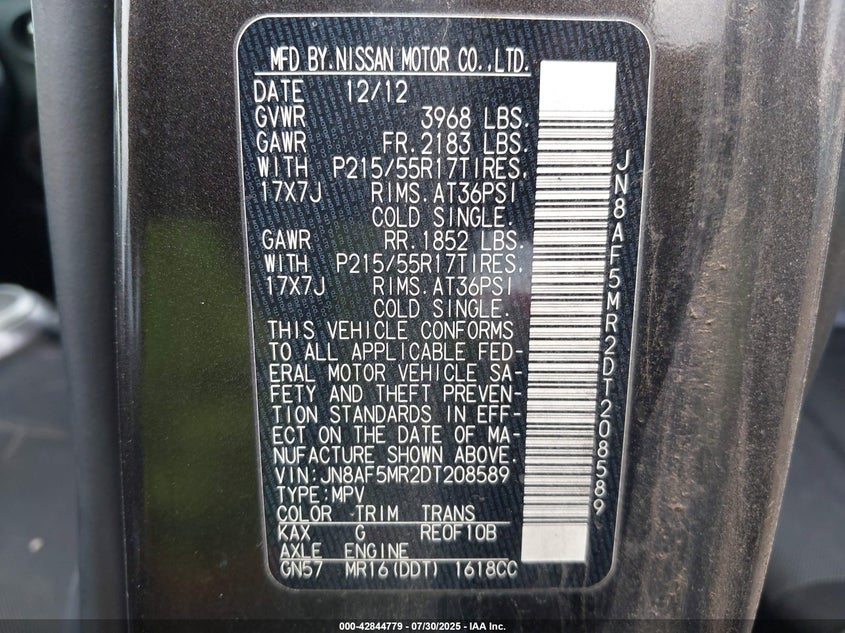 MFD BY.NISSAN MOTOR CO.,LTD.
DATE 12/12
GVWR 3968 LBS.
GAWR FR.2183 LBS.
WITH P215/55R17TIRES,
17X7J RIMS.AT36PSI
COLD SINGLE.
GAWR RR.1852 LBS.
WITH P215/55R17TIRES,
17X7J RIMS.AT36PSI
COLD SINGLE.
THIS VEHICLE CONFORMS
TO ALL APPLICABLE FED-
ERAL MOTOR VEHICLE SA-
FETY AND THEFT PREVEN-
TION STANDARDS IN EFF-
ECT ON THE DATE OF MA-
NUFACTURE SHOWN ABOVE.
VIN:JN8AF5MR2DT208589
TYPE:MPV
COLOR TRIM TRANS
KAX G RE0F10B
AXLE ENGINE
GN57 MR16(DDT) 1618CC
JN8AF5MR2DT208589
000-42844779 - 07/30/2025 - IAA Inc.